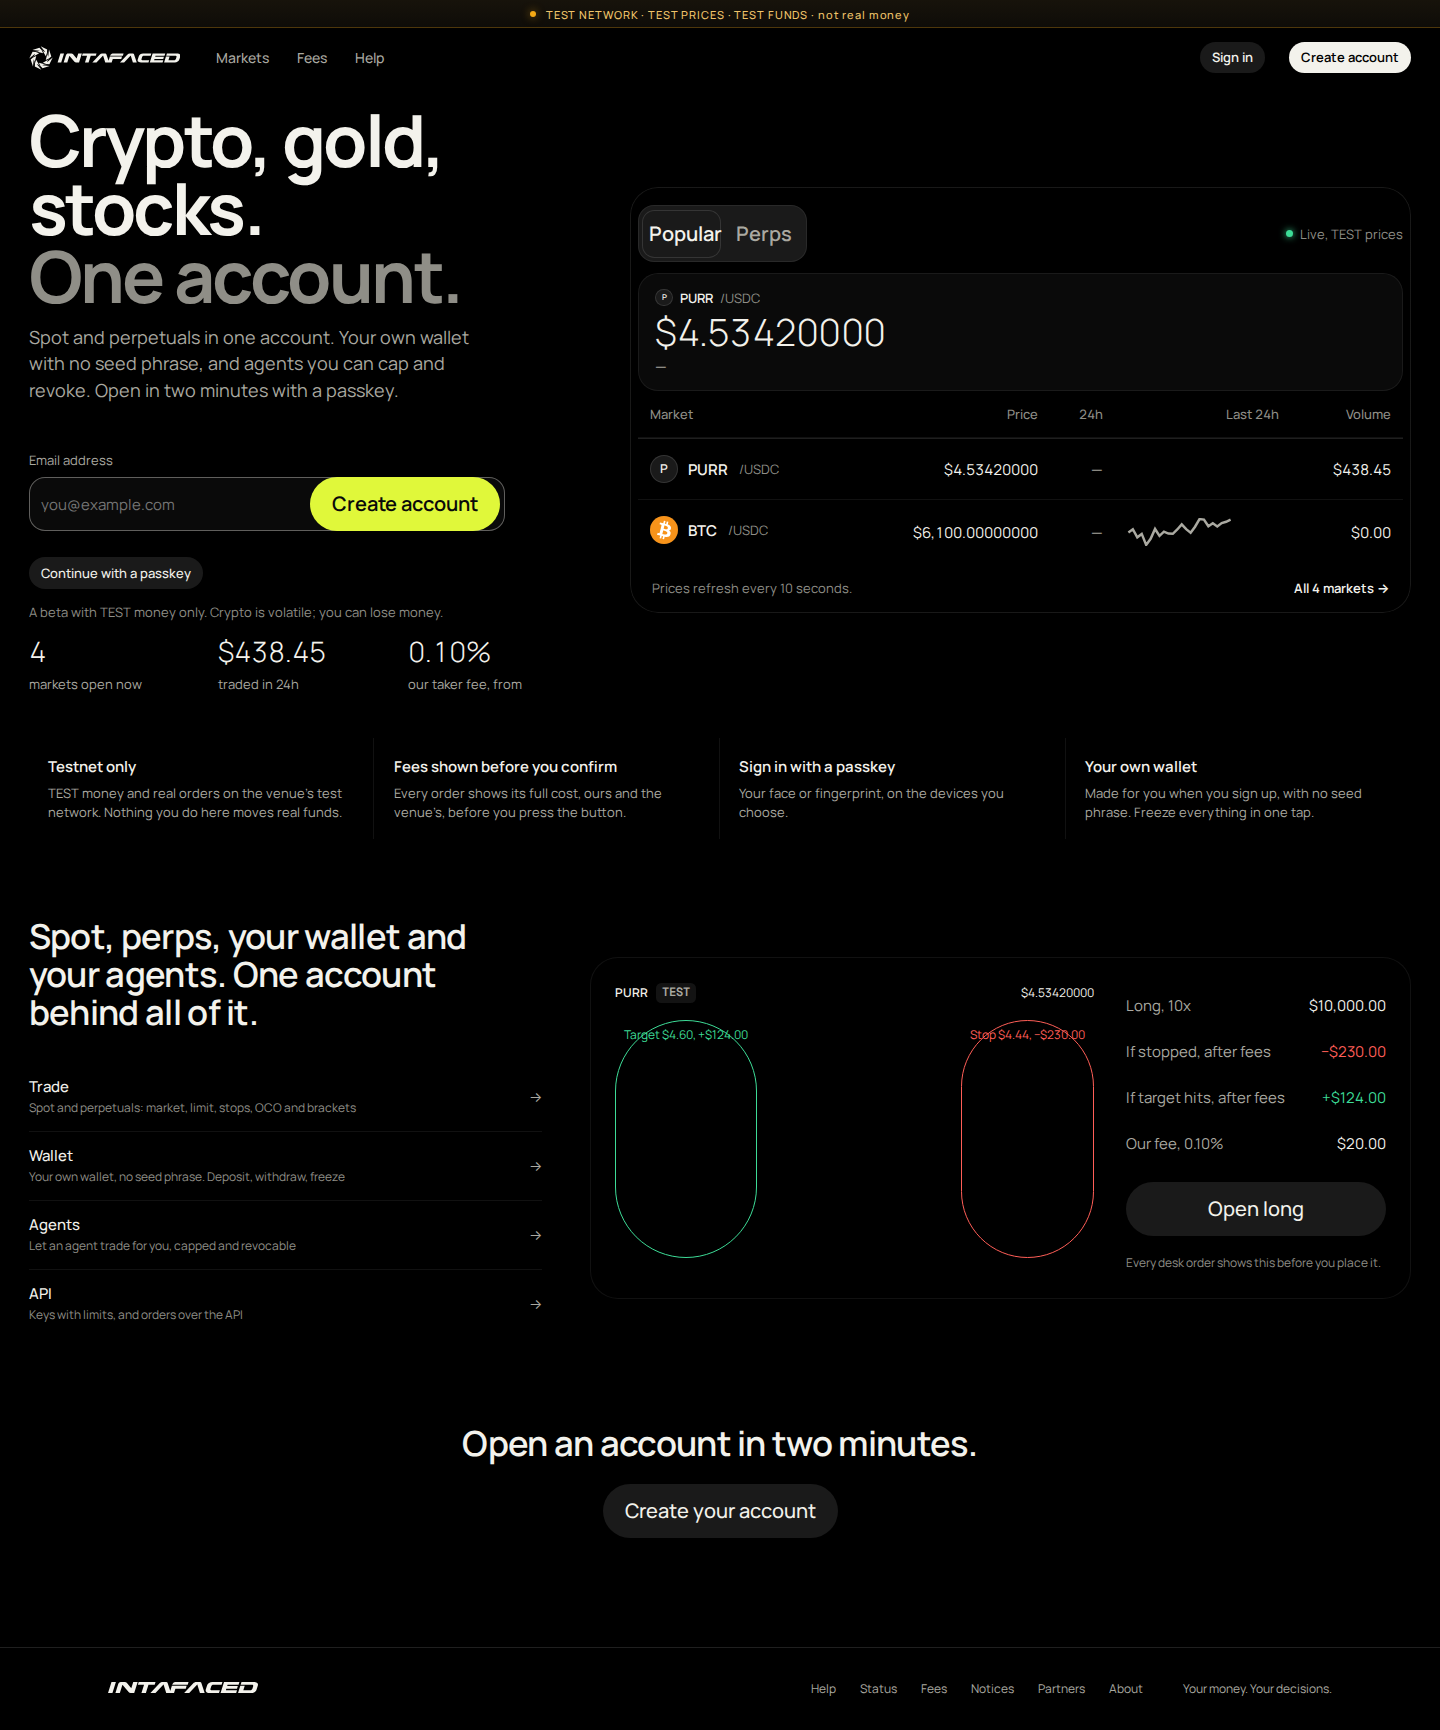 TEST NETWORK · TEST PRICES · TEST FUNDS · not real money
INTAFACED
Markets
Fees
Help
Sign in
Create account
Crypto, gold,
stocks.
One account.
Spot and perpetuals in one account. Your own wallet
with no seed phrase, and agents you can cap and
revoke. Open in two minutes with a passkey.
Email address
you@example.com
Create account
Continue with a passkey
A beta with TEST money only. Crypto is volatile; you can lose money.
4
markets open now
$438.45
traded in 24h
0.10%
our taker fee, from
Popular
Perps
Live, TEST prices
P PURR /USDC
$4.53420000
—
Market Price 24h Last 24h Volume
P PURR /USDC $4.53420000 — $438.45
BTC /USDC $6,100.00000000 — $0.00
Prices refresh every 10 seconds.
All 4 markets →
Testnet only
TEST money and real orders on the venue's test
network. Nothing you do here moves real funds.
Fees shown before you confirm
Every order shows its full cost, ours and the
venue's, before you press the button.
Sign in with a passkey
Your face or fingerprint, on the devices you
choose.
Your own wallet
Made for you when you sign up, with no seed
phrase. Freeze everything in one tap.
Spot, perps, your wallet and
your agents. One account
behind all of it.
Trade
Spot and perpetuals: market, limit, stops, OCO and brackets
→
Wallet
Your own wallet, no seed phrase. Deposit, withdraw, freeze
→
Agents
Let an agent trade for you, capped and revocable
→
API
Keys with limits, and orders over the API
→
PURR TEST $4.53420000
Target $4.60, +$124.00
Stop $4.44, −$230.00
Long, 10x $10,000.00
If stopped, after fees −$230.00
If target hits, after fees +$124.00
Our fee, 0.10% $20.00
Open long
Every desk order shows this before you place it.
Open an account in two minutes.
Create your account
INTAFACED
Help
Status
Fees
Notices
Partners
About
Your money. Your decisions.